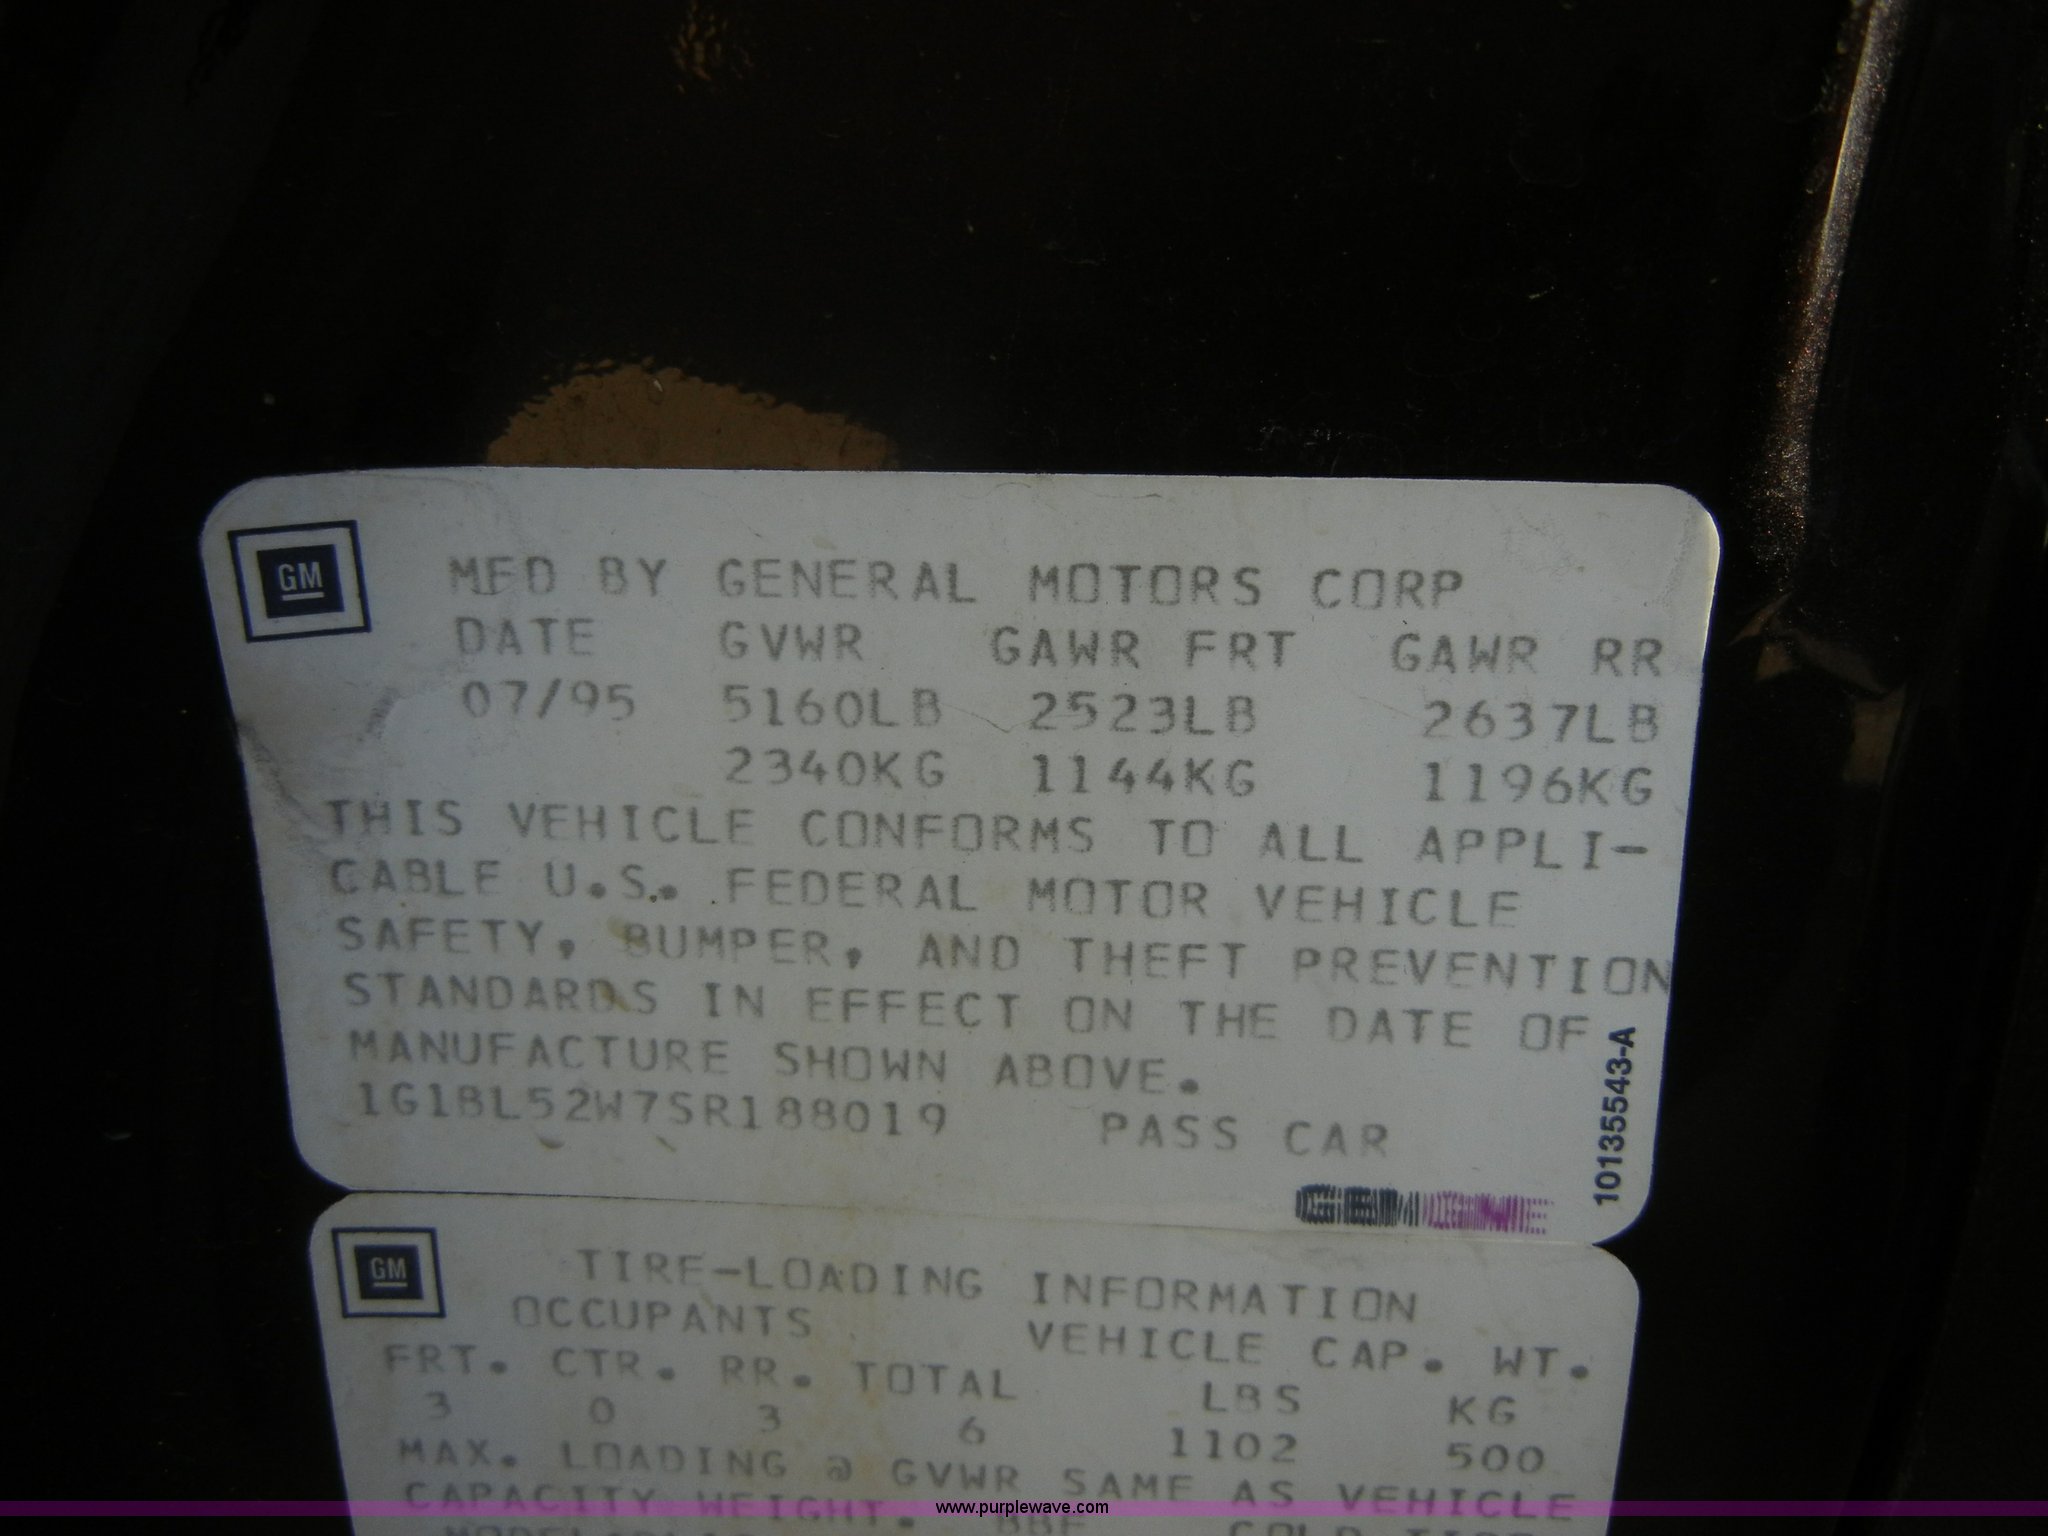 GM
MFD BY GENERAL MOTORS CORP
DATE GVWR GAWR FRT GAWR RR
07/95 5160LB 2523LB 2637LB
2340KG 1144KG 1196KG
THIS VEHICLE CONFORMS TO ALL APPLI-
CABLE U.S. FEDERAL MOTOR VEHICLE
SAFETY, BUMPER, AND THEFT PREVENTION
STANDARDS IN EFFECT ON THE DATE OF
MANUFACTURE SHOWN ABOVE.
1G1BL52W7SR188019 PASS CAR
10135543-A
GM
TIRE-LOADING INFORMATION
OCCUPANTS VEHICLE CAP. WT.
FRT. CTR. RR. TOTAL LBS KG
3 0 3 6 1102 500
MAX. LOADING @ GVWR SAME AS VEHICLE
CAPACITY WEIGHT.
www.purplewave.com